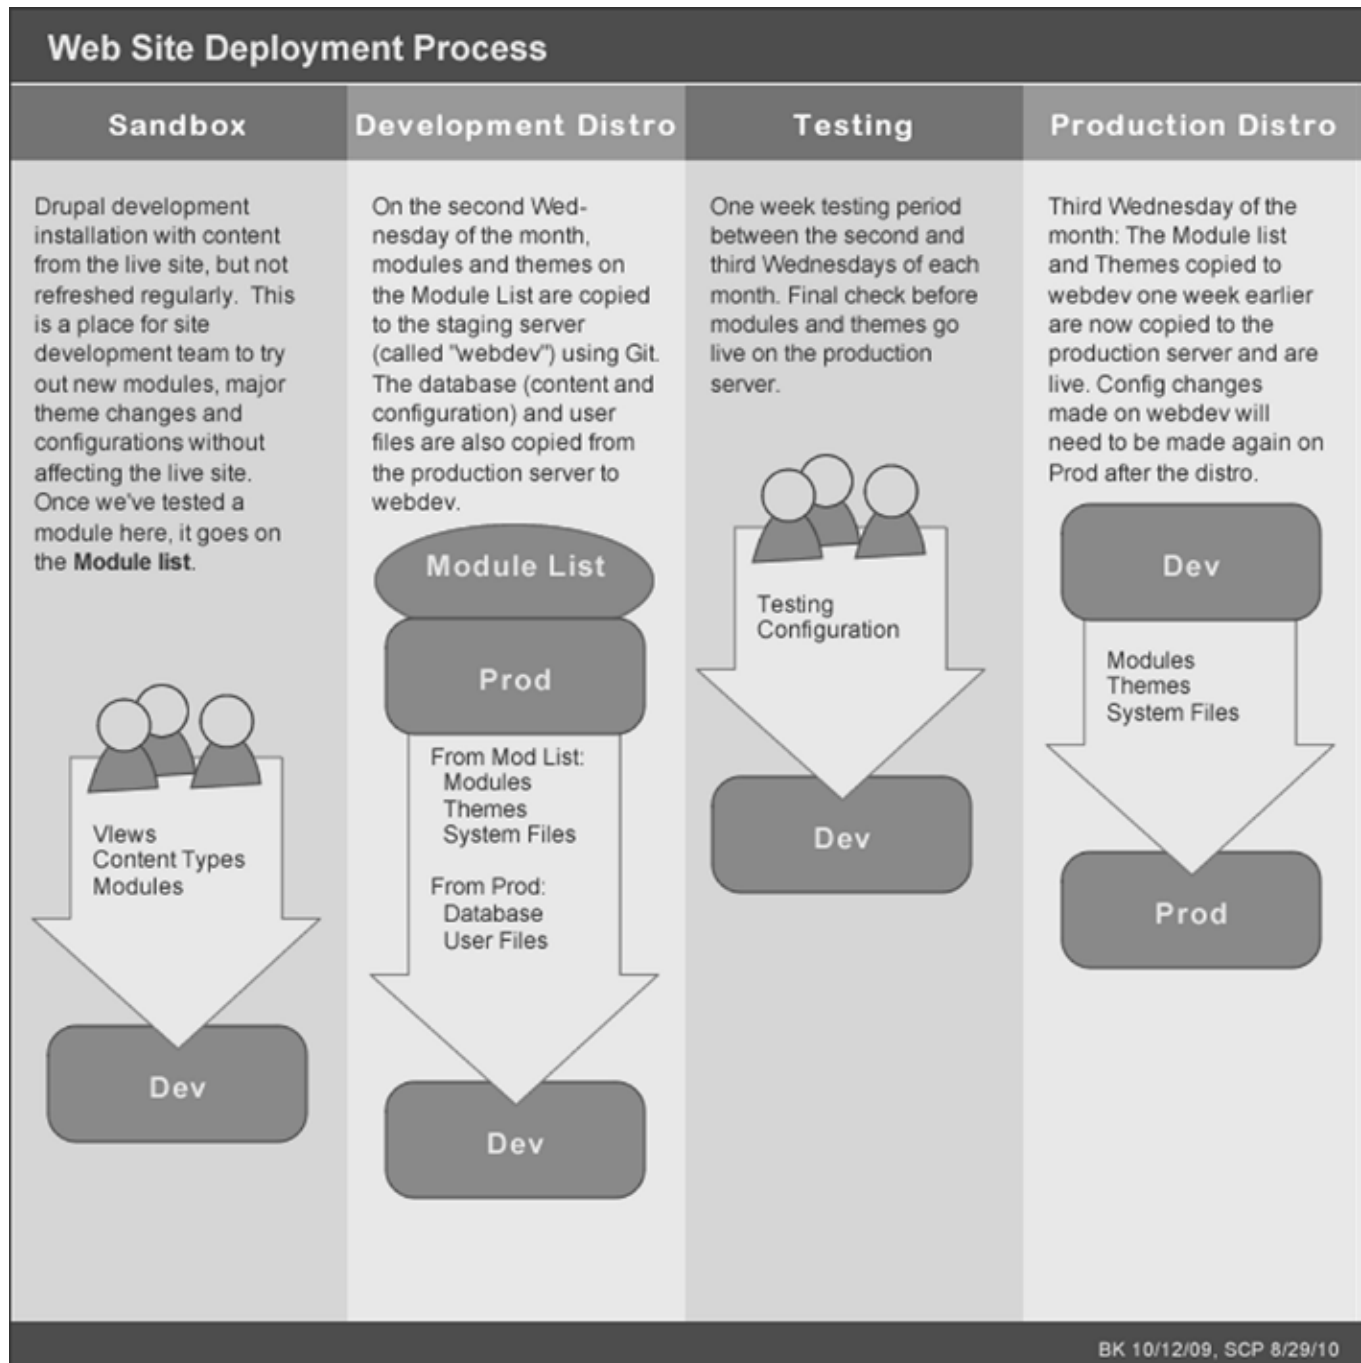 Web Site Deployment Process
Sandbox
Drupal development
installation with content
from the live site, but not
refreshed regularly.  This
is a place for site
development team to try
out new modules, major
theme changes and
configurations without
affecting the live site.
Once we've tested a
module here, it goes on
the Module list.
VIews
Content Types
Modules
Dev
Development Distro
On the second Wed-
nesday of the month,
modules and themes on
the Module List are copied
to the staging server
(called "webdev") using Git.
The database (content and
configuration) and user
files are also copied from
the production server to
webdev.
Module List
Prod
From Mod List:
Modules
Themes
System Files
From Prod:
Database
User Files
Dev
Testing
One week testing period
between the second and
third Wednesdays of each
month. Final check before
modules and themes go
live on the production
server.
Testing
Configuration
Dev
Production Distro
Third Wednesday of the
month: The Module list
and Themes copied to
webdev one week earlier
are now copied to the
production server and are
live. Config changes
made on webdev will
need to be made again on
Prod after the distro.
Dev
Modules
Themes
System Files
Prod
BK 10/12/09, SCP 8/29/10